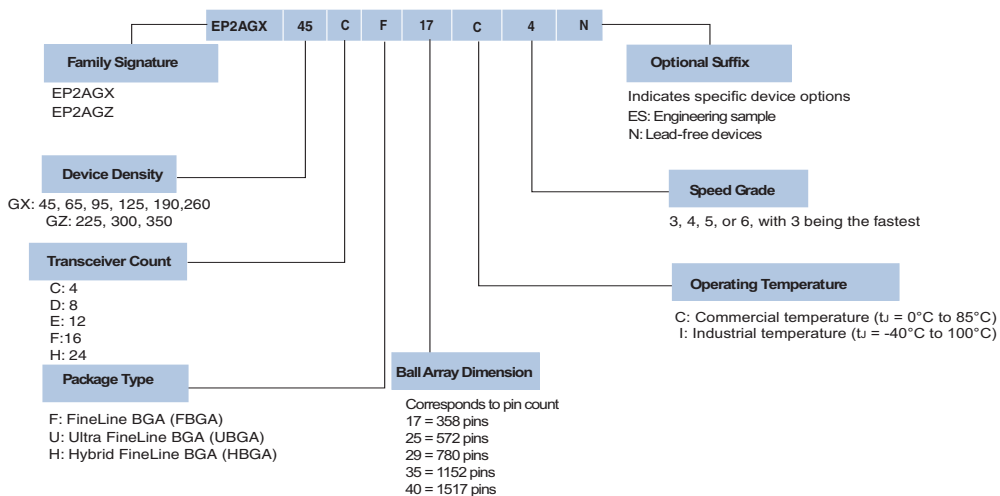 EP2AGX 45 C F 17 C 4 N
Family Signature
EP2AGX
EP2AGZ
Optional Suffix
Indicates specific device options
ES: Engineering sample
N: Lead-free devices
Device Density
GX: 45, 65, 95, 125, 190,260
GZ: 225, 300, 350
Speed Grade
3, 4, 5, or 6, with 3 being the fastest
Transceiver Count
C: 4
D: 8
E: 12
F:16
H: 24
Operating Temperature
C: Commercial temperature (tJ = 0°C to 85°C)
I: Industrial temperature (tJ = -40°C to 100°C)
Package Type
F: FineLine BGA (FBGA)
U: Ultra FineLine BGA (UBGA)
H: Hybrid FineLine BGA (HBGA)
Ball Array Dimension
Corresponds to pin count
17 = 358 pins
25 = 572 pins
29 = 780 pins
35 = 1152 pins
40 = 1517 pins